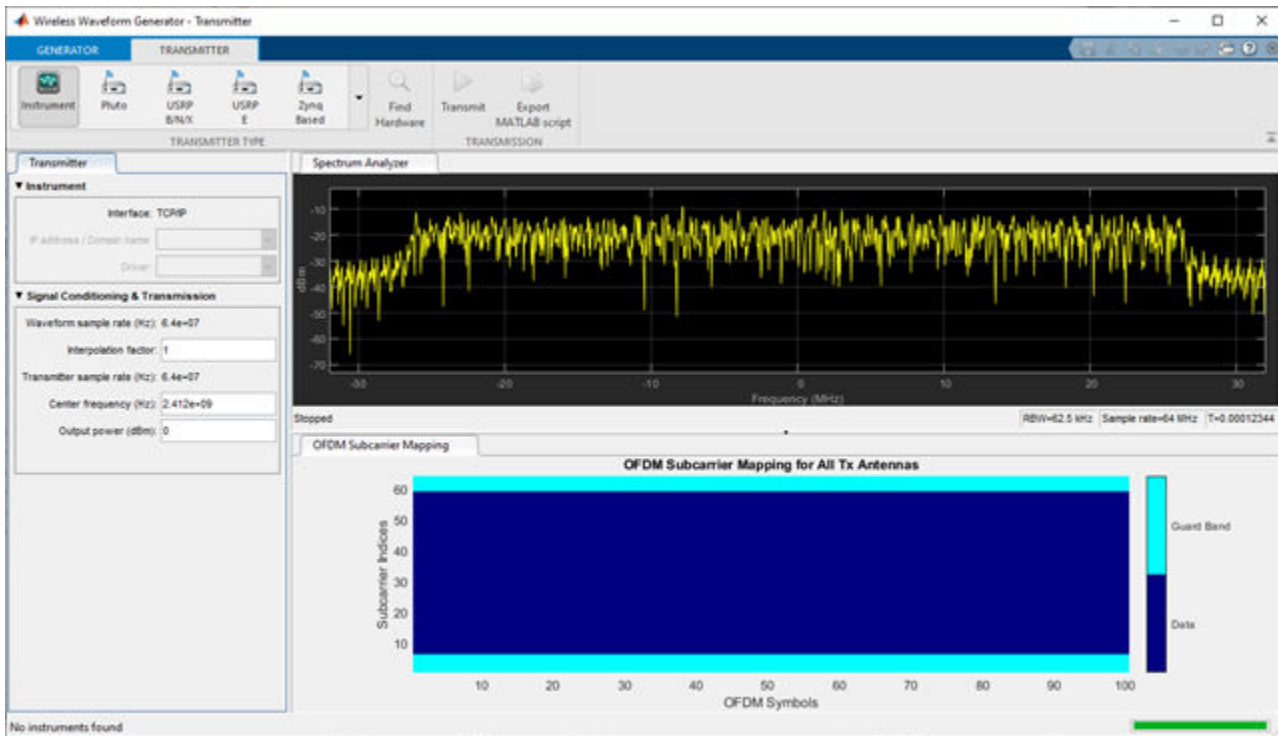 Wireless Waveform Generator - Transmitter
GENERATOR TRANSMITTER
Instrument Pluto USRP B/N/X USRP E Zynq Based Find Hardware Transmit Export MATLAB script
TRANSMITTER TYPE TRANSMISSION
Transmitter
Instrument
Interface: TCP/IP
IP address / Domain name:
Driver:
Signal Conditioning & Transmission
Waveform sample rate (Hz): 6.4e+07
Interpolation factor: 1
Transmitter sample rate (Hz): 6.4e+07
Center frequency (Hz): 2.412e+09
Output power (dBm): 0
Spectrum Analyzer
-10
-20
-30
-40
-50
-60
-70
dBm
-30 -20 -10 0 10 20 30
Frequency (MHz)
Stopped RBW=62.5 kHz Sample rate=64 MHz T=0.00012344
OFDM Subcarrier Mapping
OFDM Subcarrier Mapping for All Tx Antennas
60
50
40
30
20
10
Subcarrier Indices
10 20 30 40 50 60 70 80 90 100
OFDM Symbols
Guard Band
Data
No instruments found